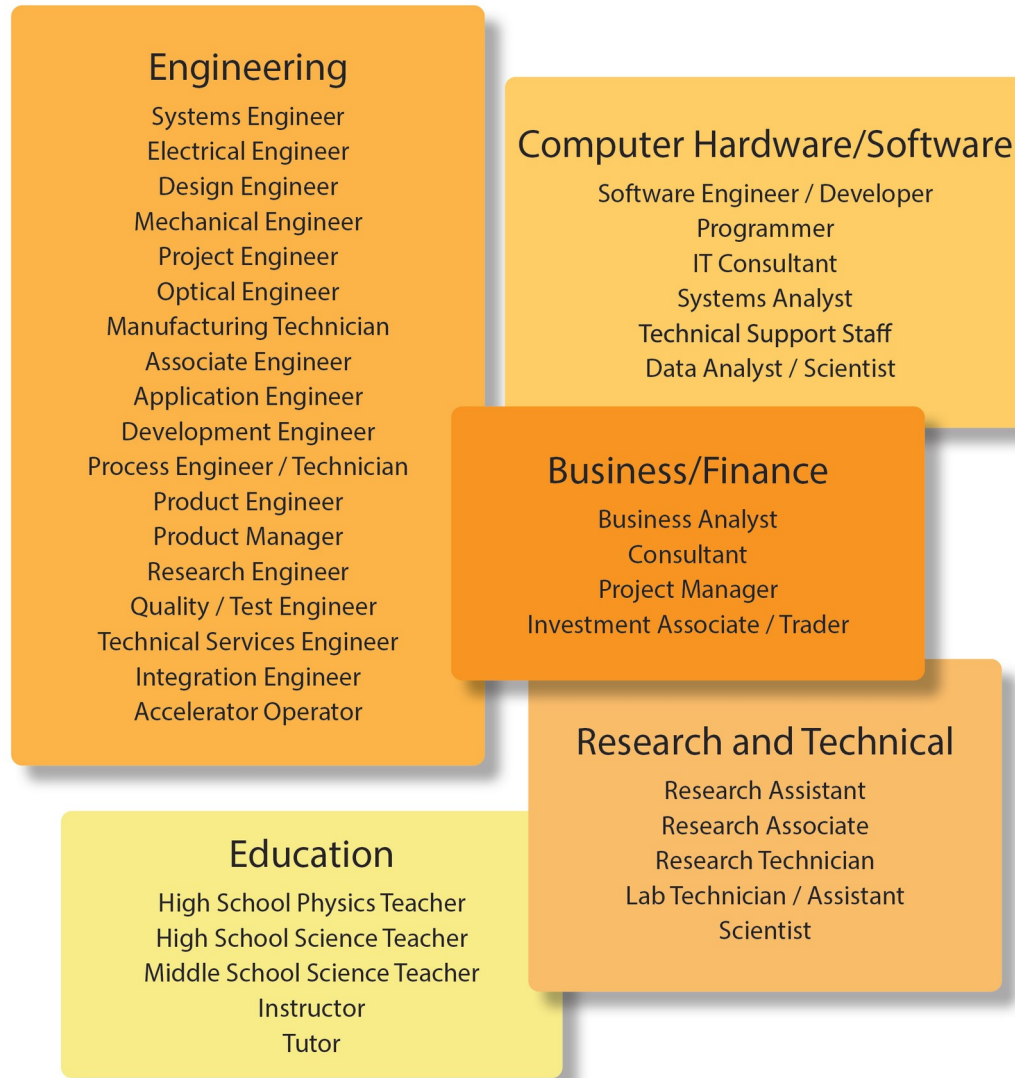 Engineering
Systems Engineer
Electrical Engineer
Design Engineer
Mechanical Engineer
Project Engineer
Optical Engineer
Manufacturing Technician
Associate Engineer
Application Engineer
Development Engineer
Process Engineer / Technician
Product Engineer
Product Manager
Research Engineer
Quality / Test Engineer
Technical Services Engineer
Integration Engineer
Accelerator Operator
Computer Hardware/Software
Software Engineer / Developer
Programmer
IT Consultant
Systems Analyst
Technical Support Staff
Data Analyst / Scientist
Business/Finance
Business Analyst
Consultant
Project Manager
Investment Associate / Trader
Research and Technical
Research Assistant
Research Associate
Research Technician
Lab Technician / Assistant
Scientist
Education
High School Physics Teacher
High School Science Teacher
Middle School Science Teacher
Instructor
Tutor